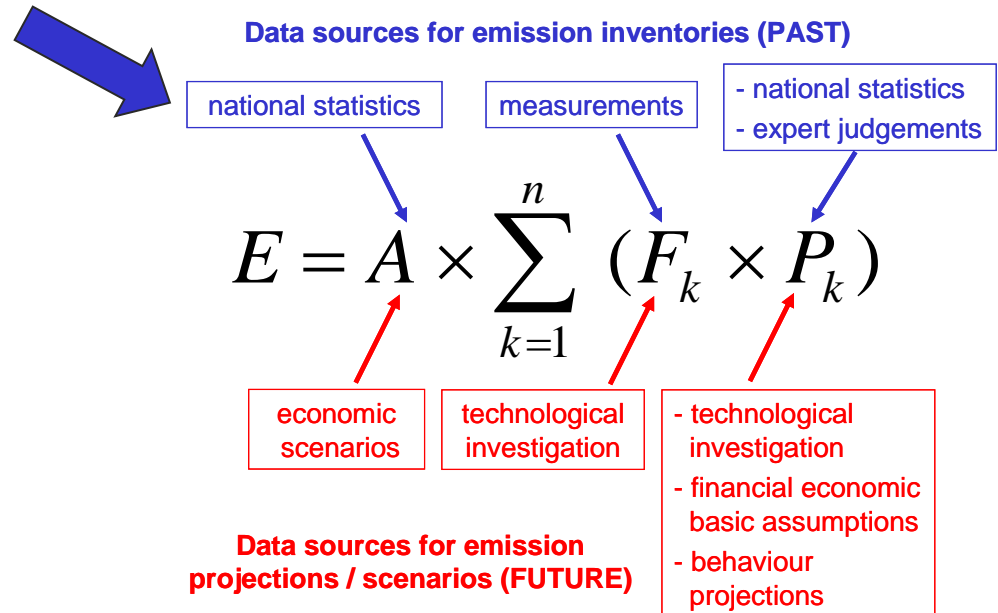 Data sources for emission inventories (PAST)
national statistics
measurements
- national statistics
- expert judgements
n
E = A × ∑ (F_k × P_k)
k=1
economic
scenarios
technological
investigation
- technological
investigation
- financial economic
basic assumptions
- behaviour
projections
Data sources for emission
projections / scenarios (FUTURE)